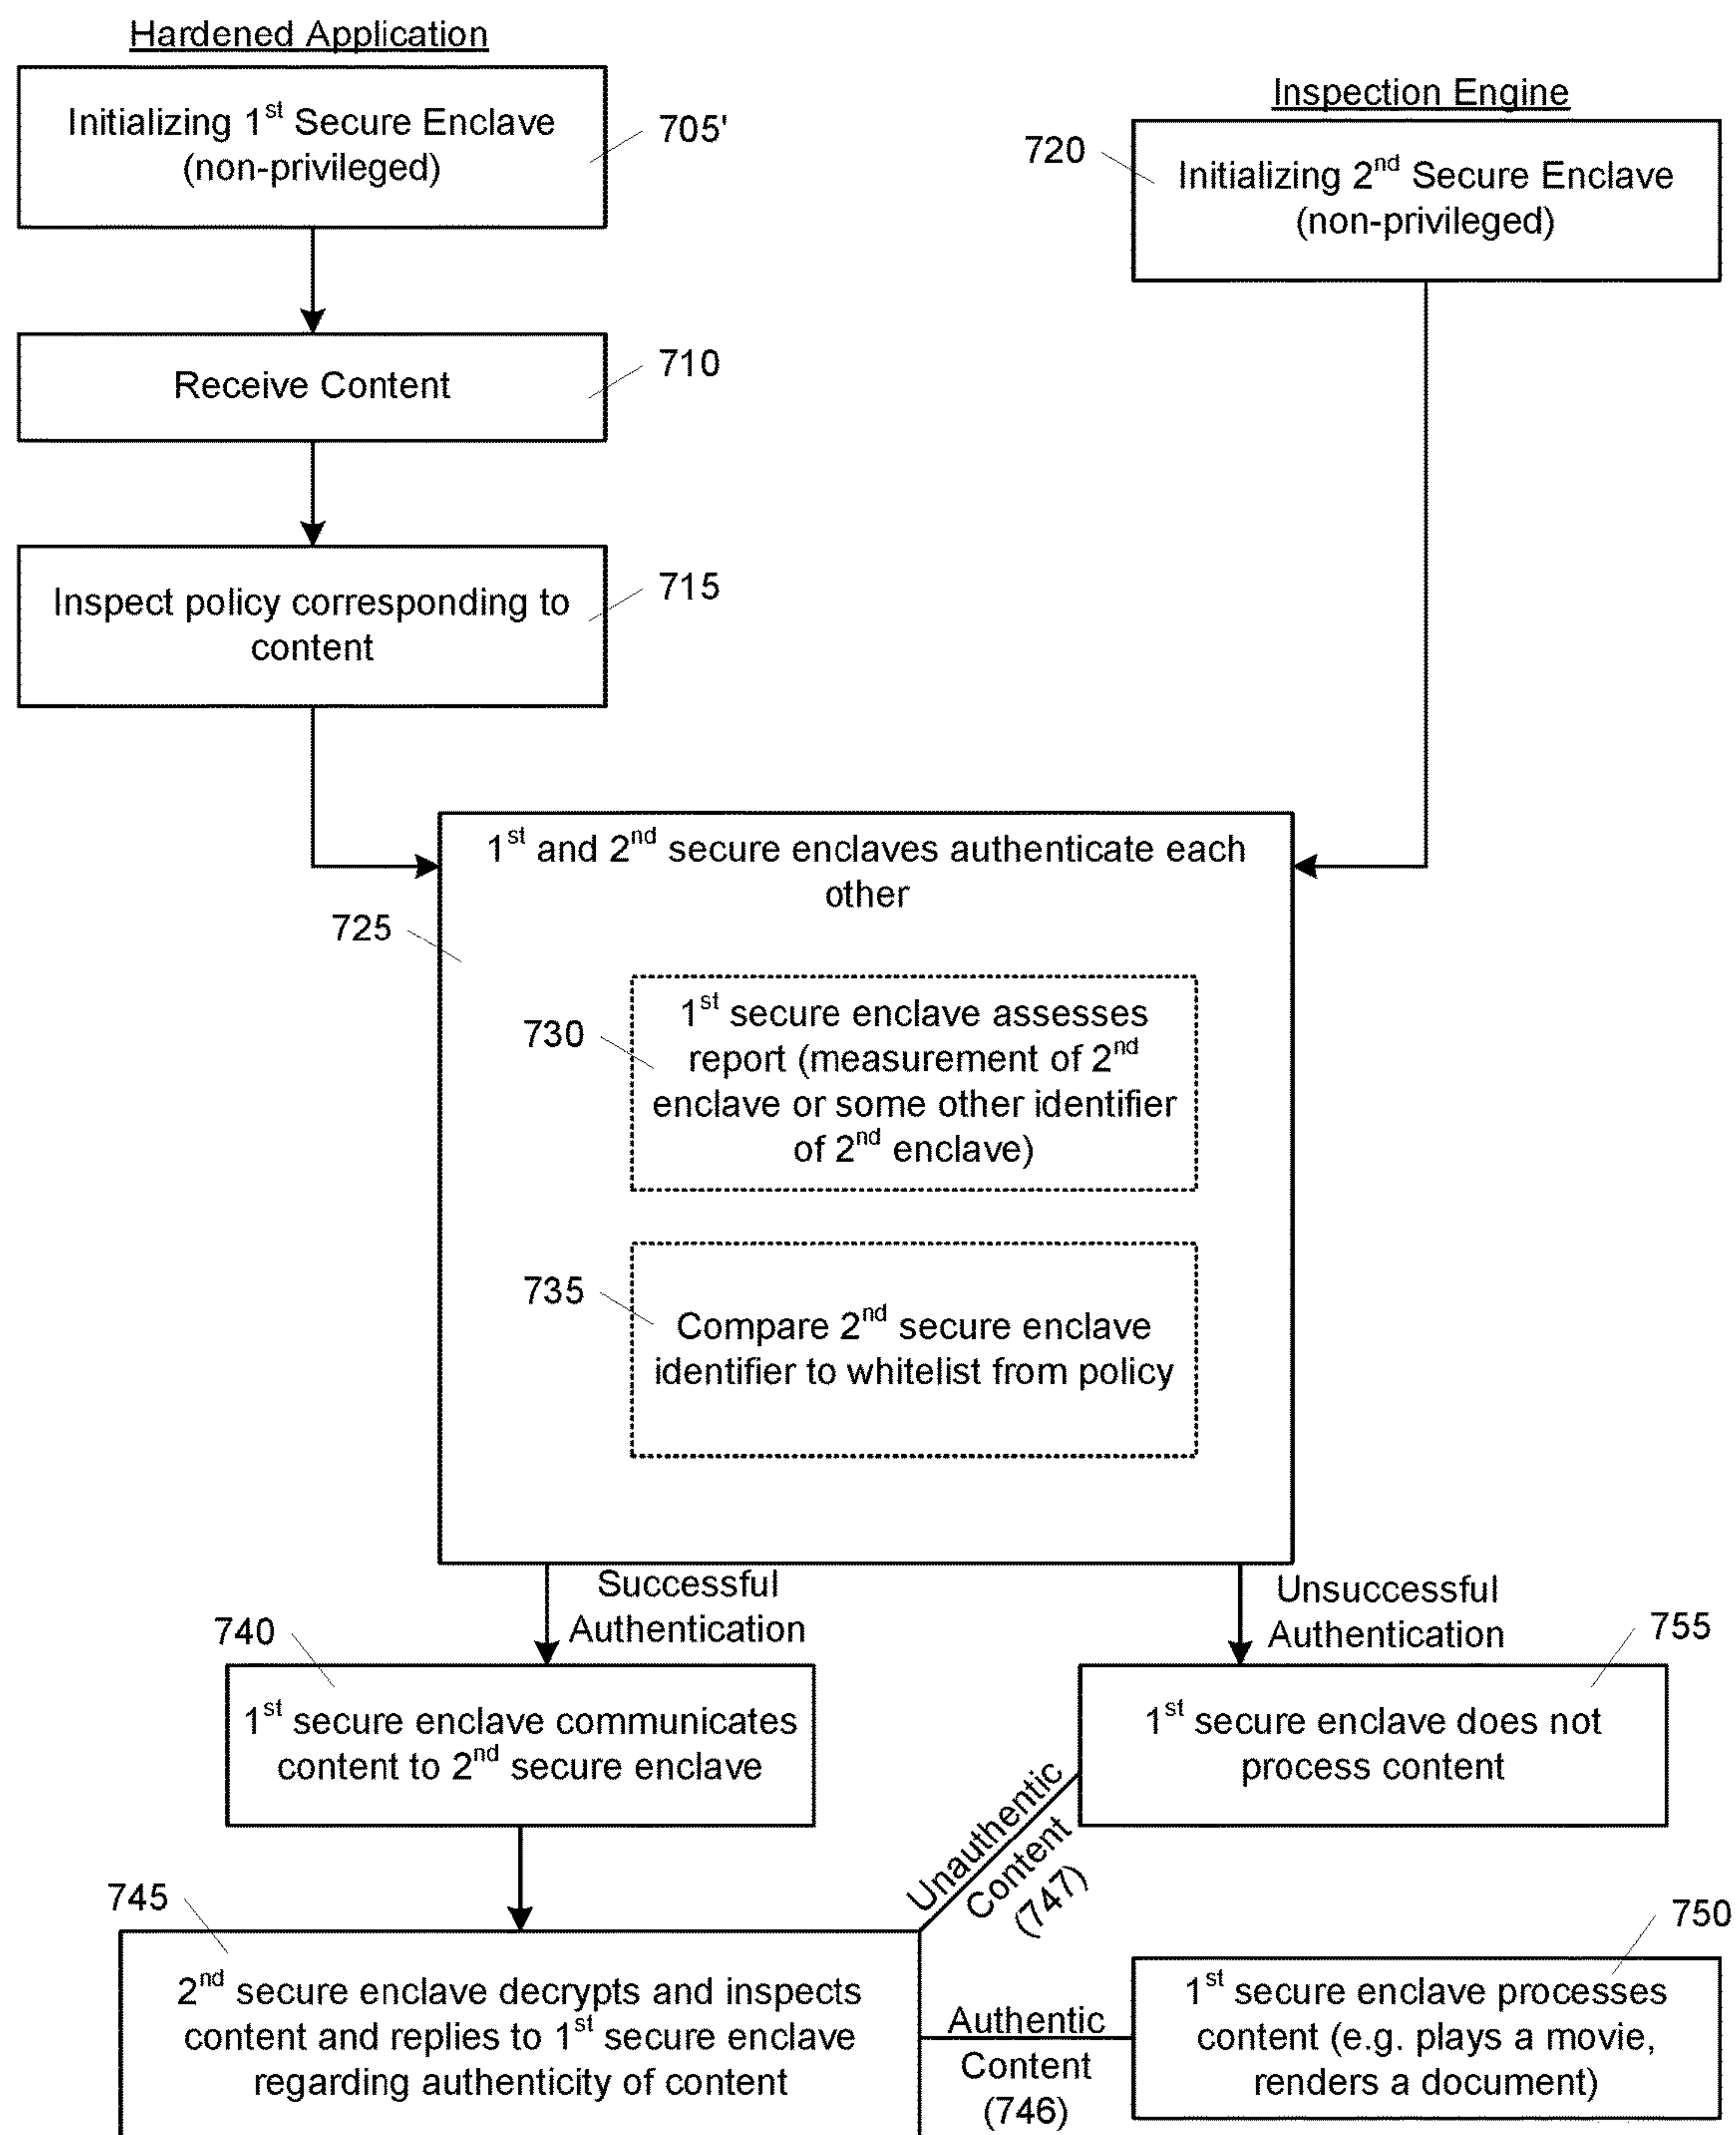 Hardened Application
Initializing 1st Secure Enclave
(non-privileged)
705'
Inspection Engine
720
Initializing 2nd Secure Enclave
(non-privileged)
Receive Content
710
Inspect policy corresponding to
content
715
1st and 2nd secure enclaves authenticate each
other
725
730
1st secure enclave assesses
report (measurement of 2nd
enclave or some other identifier
of 2nd enclave)
735
Compare 2nd secure enclave
identifier to whitelist from policy
Successful
Authentication
Unsuccessful
Authentication
740
755
1st secure enclave communicates
content to 2nd secure enclave
1st secure enclave does not
process content
Unauthentic
Content
(747)
745
750
2nd secure enclave decrypts and inspects
content and replies to 1st secure enclave
regarding authenticity of content
Authentic
Content
(746)
1st secure enclave processes
content (e.g. plays a movie,
renders a document)